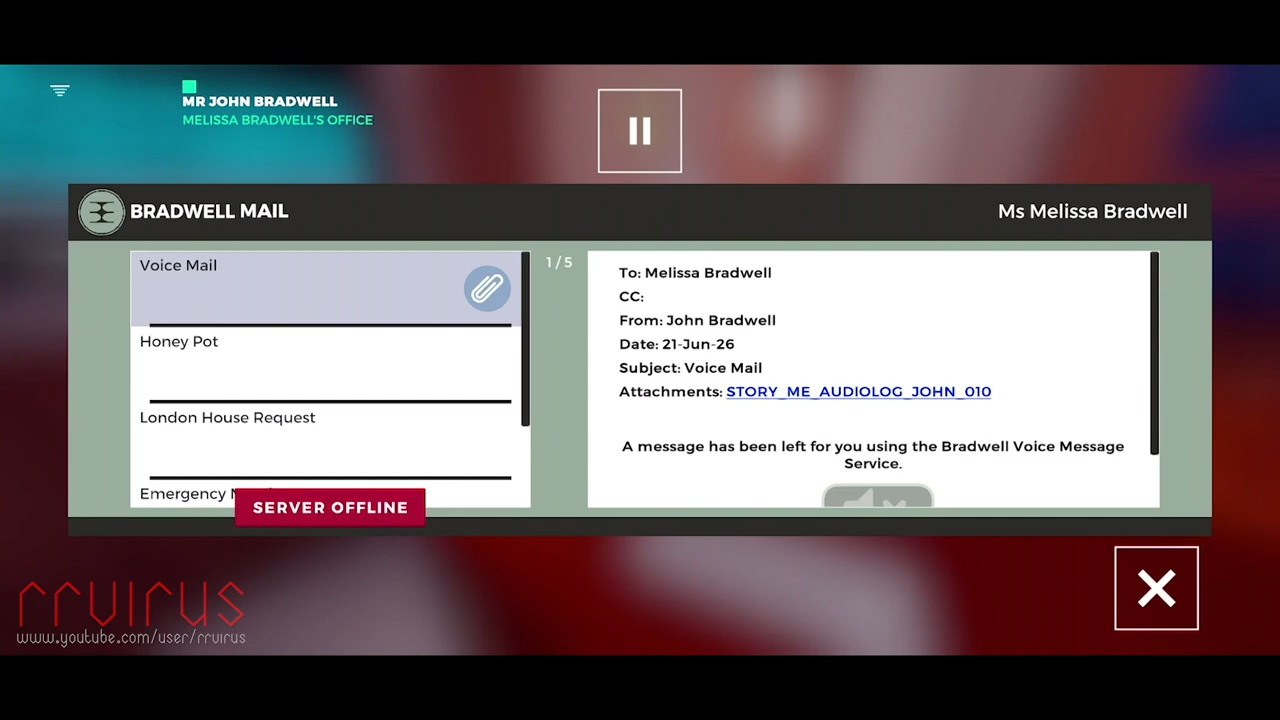 MR JOHN BRADWELL
MELISSA BRADWELL'S OFFICE
BRADWELL MAIL
Ms Melissa Bradwell
Voice Mail
Honey Pot
London House Request
Emergency
SERVER OFFLINE
1/5
To: Melissa Bradwell
CC:
From: John Bradwell
Date: 21-Jun-26
Subject: Voice Mail
Attachments: STORY_ME_AUDIOLOG_JOHN_010
A message has been left for you using the Bradwell Voice Message
Service.
rrvirus
www.youtube.com/user/rrvirus